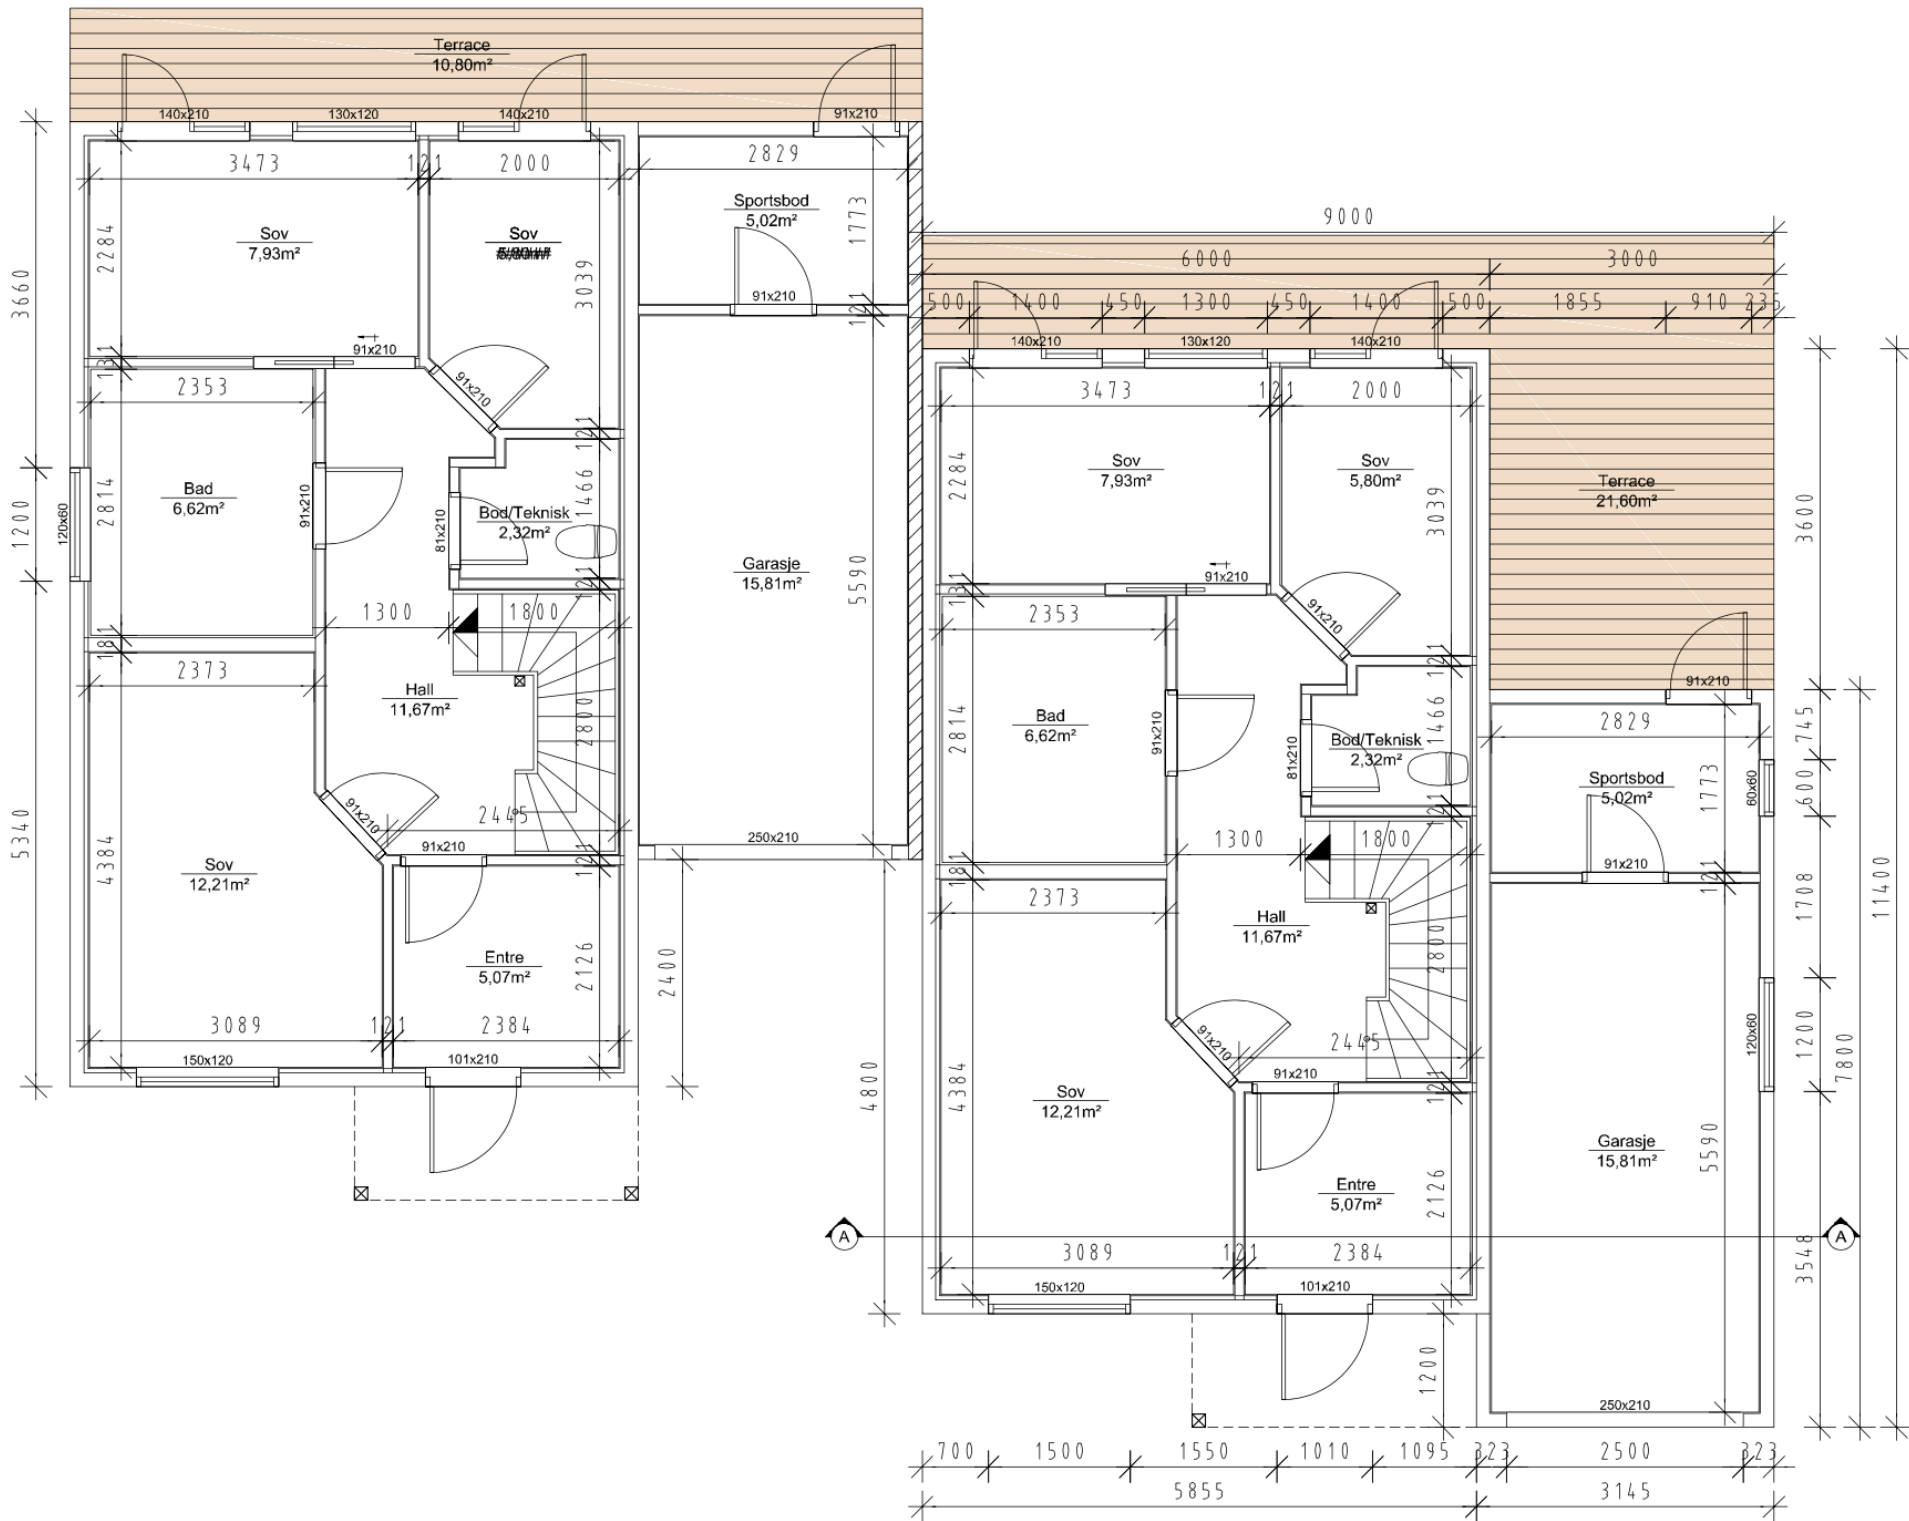 Terrace
10,80m²
140x210
130x120
140x210
91x210
3473
121
2000
2829
Sov
7,93m²
Sov
Sportsbod
5,02m²
2284
3039
1773
3660
91x210
91x210
91x210
121
131
121
2353
Bad
6,62m²
2814
91x210
81x210
Bod/Teknisk
2,32m²
1466
121
1200
120x60
Garasje
15,81m²
5590
1300
1800
181
2373
Hall
11,67m²
2800
91x210
2445
91x210
121
250x210
5340
4384
Sov
12,21m²
Entre
5,07m²
2126
2400
3089
121
2384
150x120
101x210
9000
6000
3000
500
1400
450
1300
450
1400
500
1855
910
235
140x210
130x120
140x210
3473
121
2000
Sov
7,93m²
Sov
5,80m²
Terrace
21,60m²
2284
3039
3600
91x210
91x210
131
121
2353
91x210
2829
745
Bad
6,62m²
2814
91x210
81x210
Bod/Teknisk
2,32m²
1466
121
Sportsbod
5,02m²
1773
60x60
600
1300
1800
91x210
121
181
2373
Hall
11,67m²
2800
1708
11400
91x210
2445
91x210
121
120x60
1200
7800
4800
4384
Sov
12,21m²
Garasje
15,81m²
5590
Entre
5,07m²
2126
A
A
3548
3089
121
2384
150x120
101x210
1200
250x210
700
1500
1550
1010
1095
323
2500
323
5855
3145